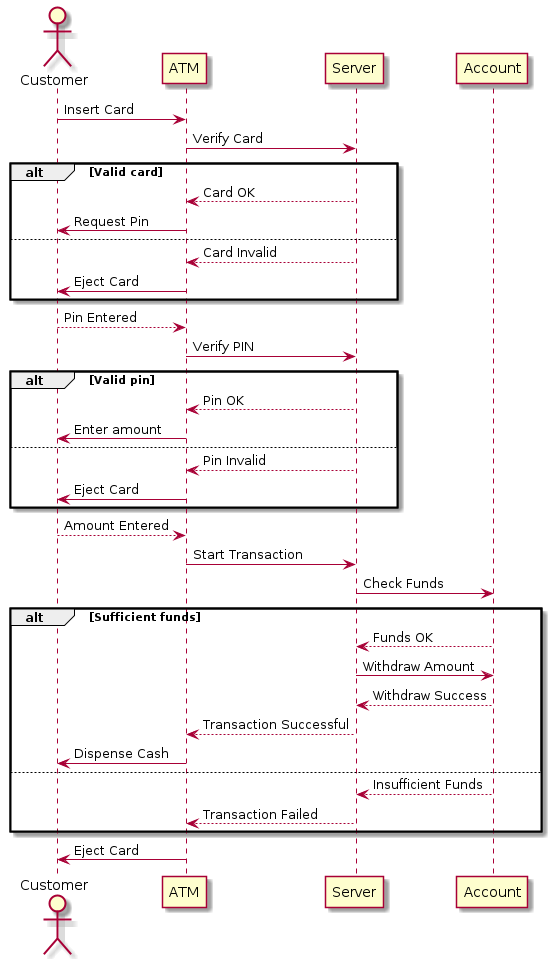 Customer
ATM
Server
Account
Insert Card
Verify Card
alt
[Valid card]
Card OK
Request Pin
Card Invalid
Eject Card
Pin Entered
Verify PIN
alt
[Valid pin]
Pin OK
Enter amount
Pin Invalid
Eject Card
Amount Entered
Start Transaction
Check Funds
alt
[Sufficient funds]
Funds OK
Withdraw Amount
Withdraw Success
Transaction Successful
Dispense Cash
Insufficient Funds
Transaction Failed
Eject Card
Customer
ATM
Server
Account